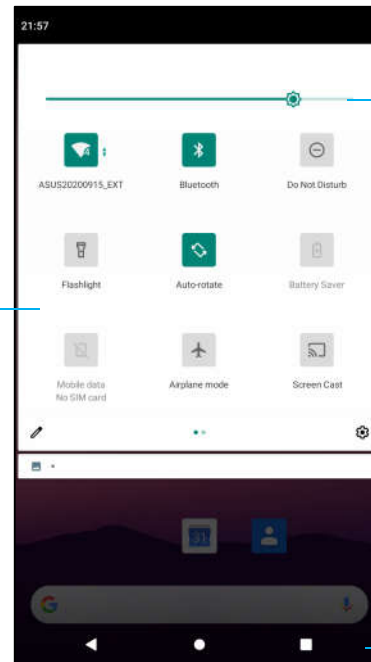 21:57
ASUS20200915_EXT
Bluetooth
Do Not Disturb
Flashlight
Auto-rotate
Battery Saver
Mobile data
No SIM card
Airplane mode
Screen Cast
31
G